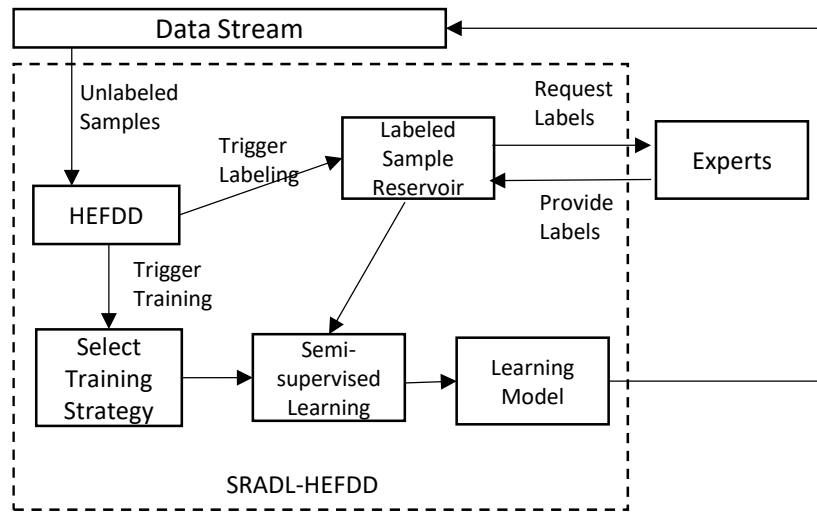 Data Stream
Unlabeled
Samples
Request
Labels
Trigger
Labeling
Labeled
Sample
Reservoir
Experts
HEFDD
Provide
Labels
Trigger
Training
Select
Training
Strategy
Semi-
supervised
Learning
Learning
Model
SRADL-HEFDD